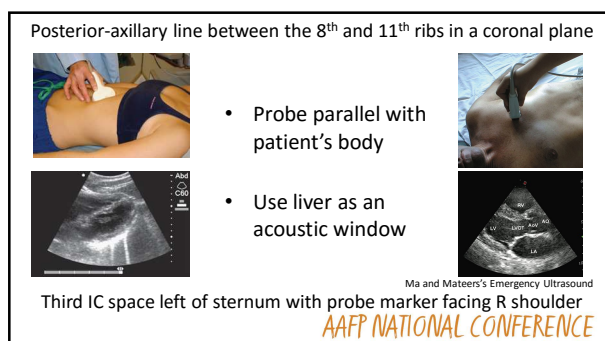 Posterior-axillary line between the 8th and 11th ribs in a coronal plane
• Probe parallel with
patient's body
• Use liver as an
acoustic window
Abd
C60
RV
LV
LVOT
AoV
AO
LA
Ma and Mateers's Emergency Ultrasound
Third IC space left of sternum with probe marker facing R shoulder
AAFP NATIONAL CONFERENCE